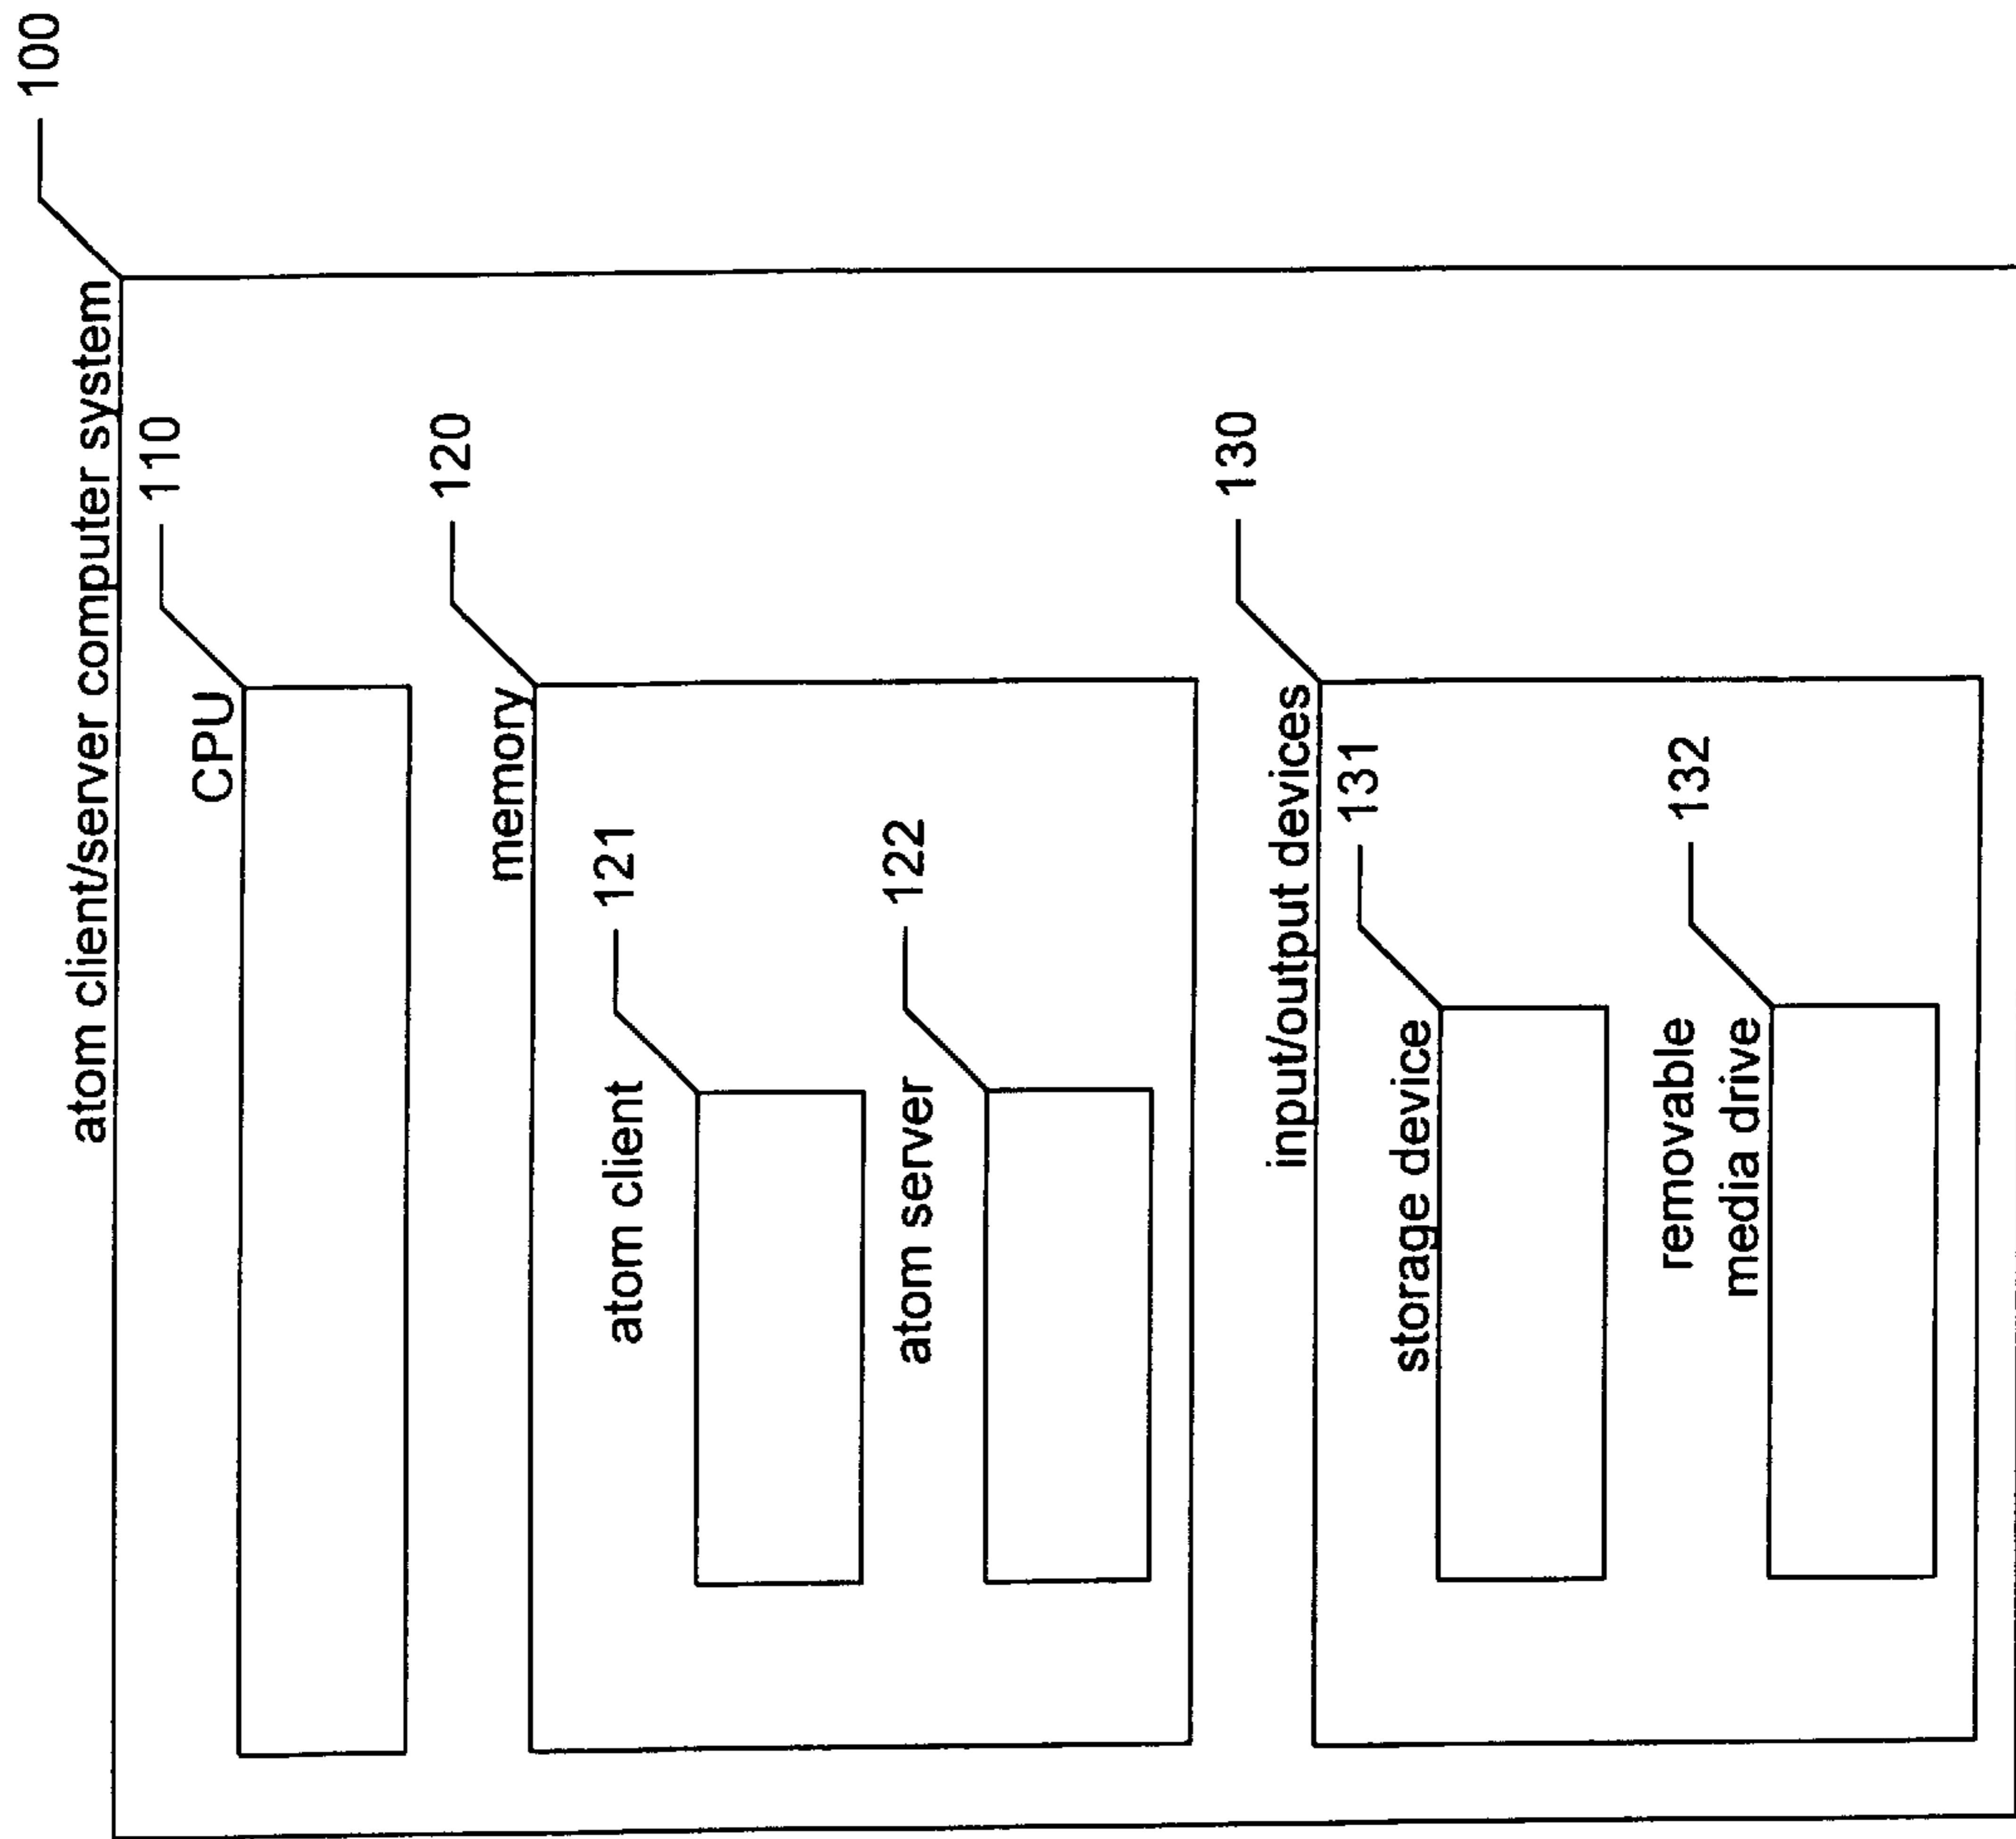 100
atom client/server computer system
110
CPU
120
memory
121
atom client
122
atom server
130
input/output devices
131
storage device
132
removable
media drive